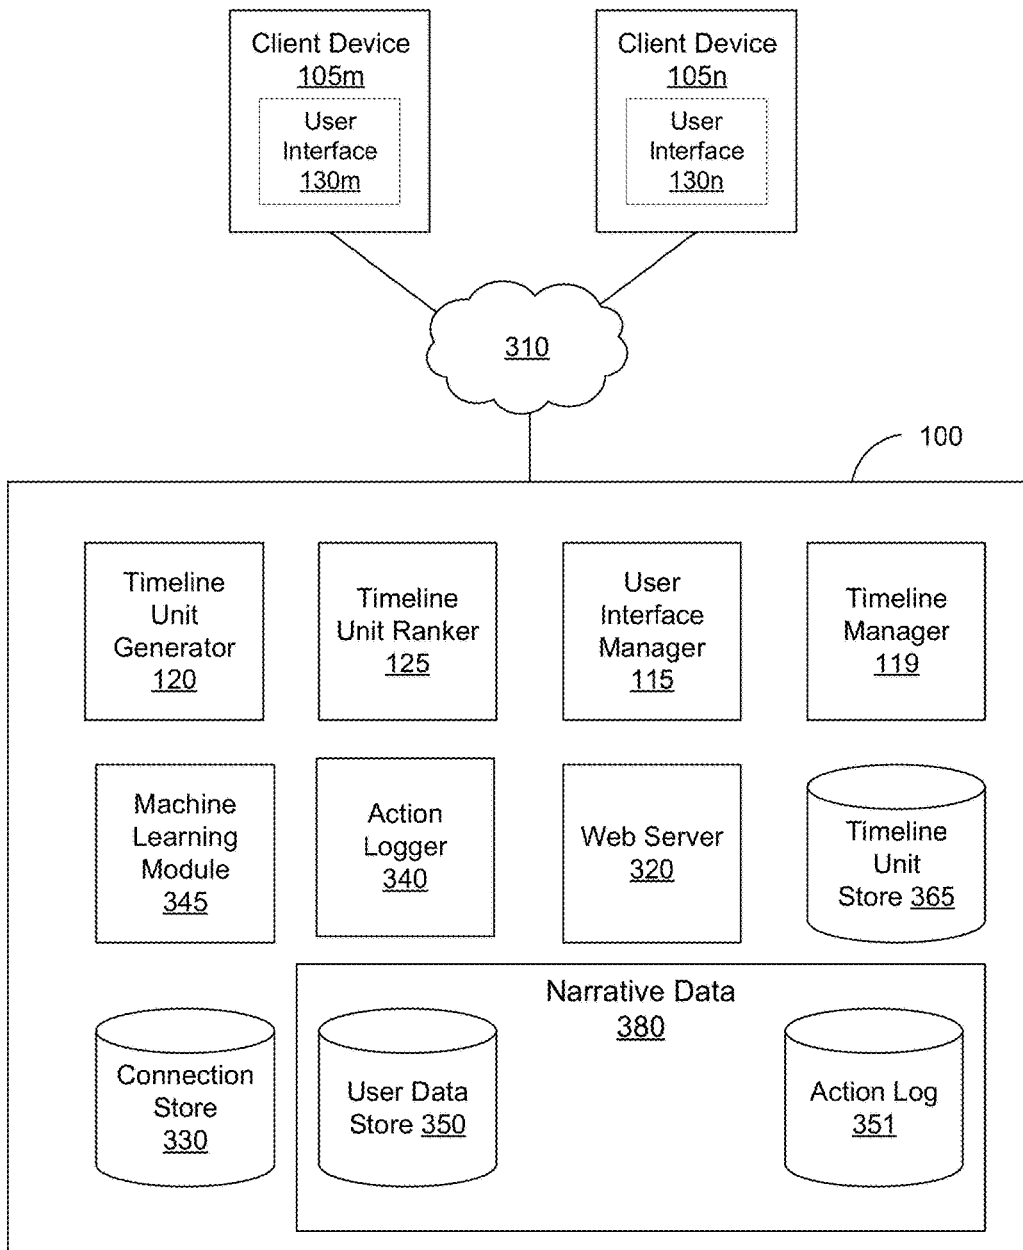 Client Device
105m
User
Interface
130m
Client Device
105n
User
Interface
130n
310
100
Timeline
Unit
Generator
120
Timeline
Unit Ranker
125
User
Interface
Manager
115
Timeline
Manager
119
Machine
Learning
Module
345
Action
Logger
340
Web Server
320
Timeline
Unit
Store 365
Connection
Store
330
Narrative Data
380
User Data
Store 350
Action Log
351